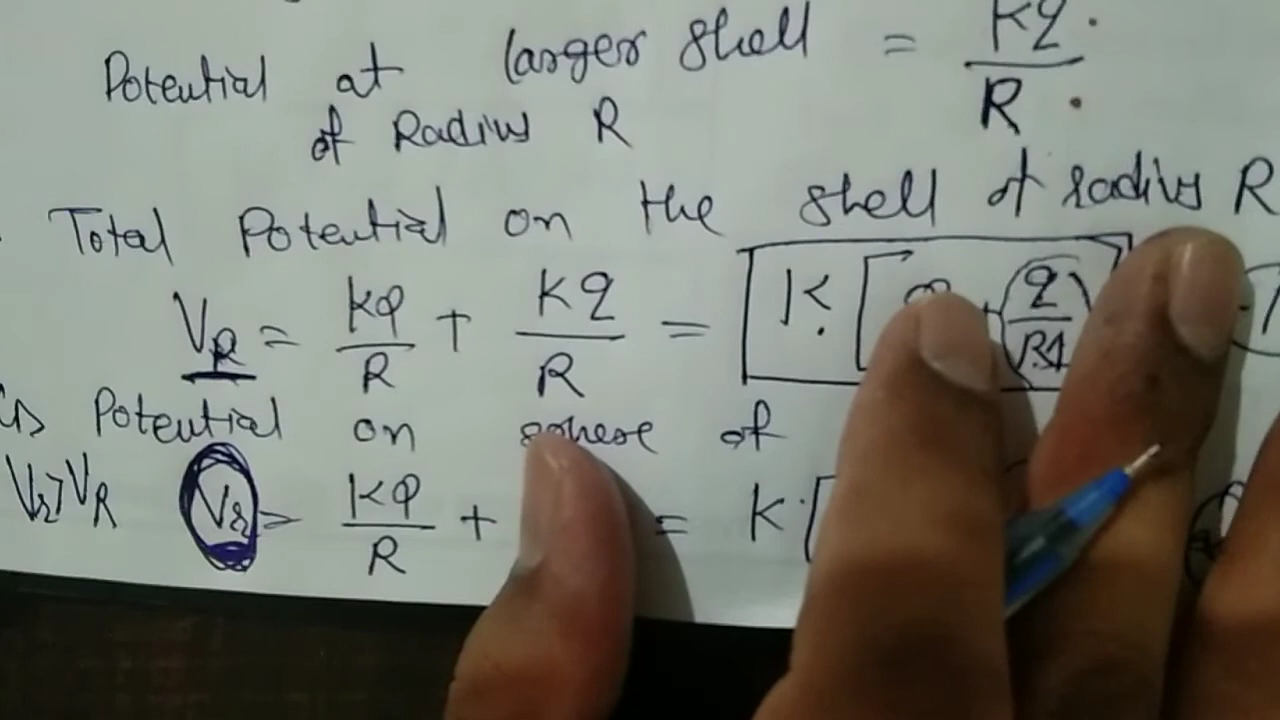 Potential at larger shell = Kq/R
of Radius R
Total Potential on the shell of radius R
V_R = KQ/R + Kq/R = K [ q/R
Potential on sphere of
V_r>V_R V_r = KQ/R + = K.[